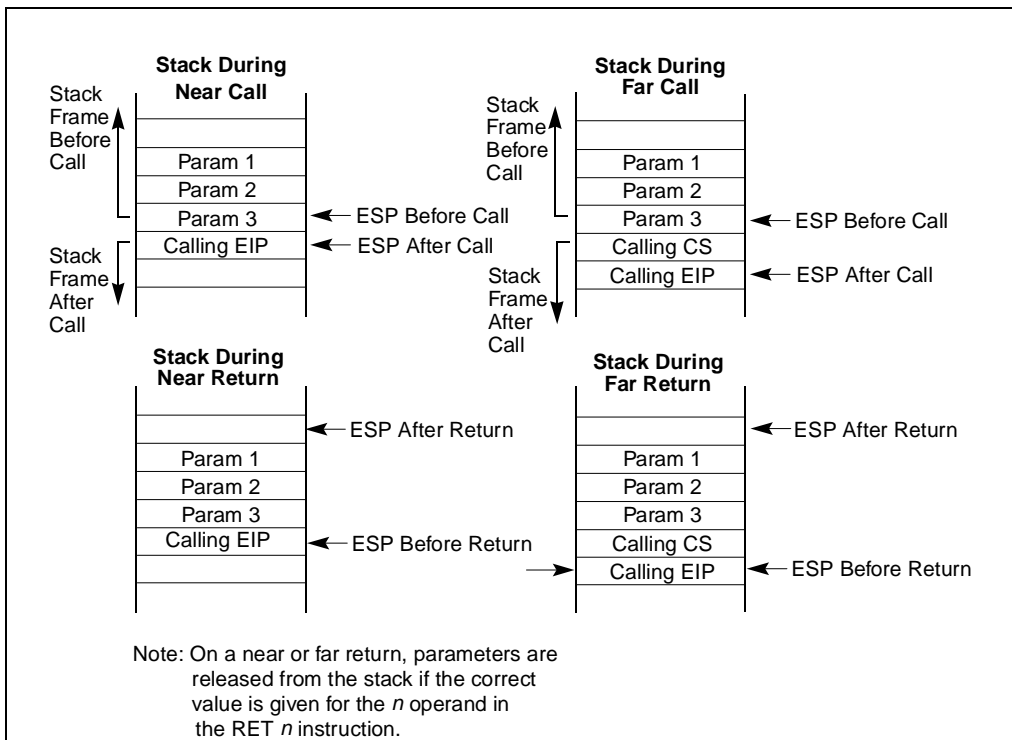 Stack During
Near Call
Stack
Frame
Before
Call
Param 1
Param 2
Param 3
ESP Before Call
Calling EIP
ESP After Call
Stack
Frame
After
Call
Stack During
Far Call
Stack
Frame
Before
Call
Param 1
Param 2
Param 3
ESP Before Call
Calling CS
Calling EIP
ESP After Call
Stack
Frame
After
Call
Stack During
Near Return
ESP After Return
Param 1
Param 2
Param 3
Calling EIP
ESP Before Return
Stack During
Far Return
ESP After Return
Param 1
Param 2
Param 3
Calling CS
Calling EIP
ESP Before Return
Note: On a near or far return, parameters are
released from the stack if the correct
value is given for the n operand in
the RET n instruction.